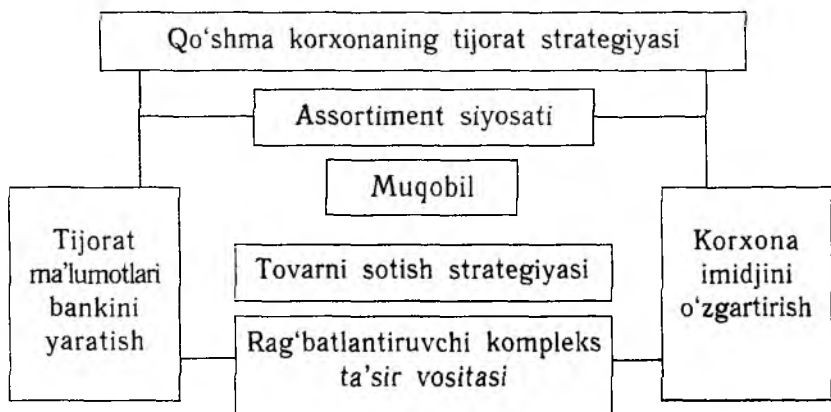 Qo‘shma korxonaning tijorat strategiyasi
Assortiment siyosati
Muqobil
Tijorat
ma’lumotlari
bankini
yaratish
Tovarni sotish strategiyasi
Rag‘batlantiruvchi kompleks
ta’sir vositasi
Korxona
imidjini
o‘zgartirish